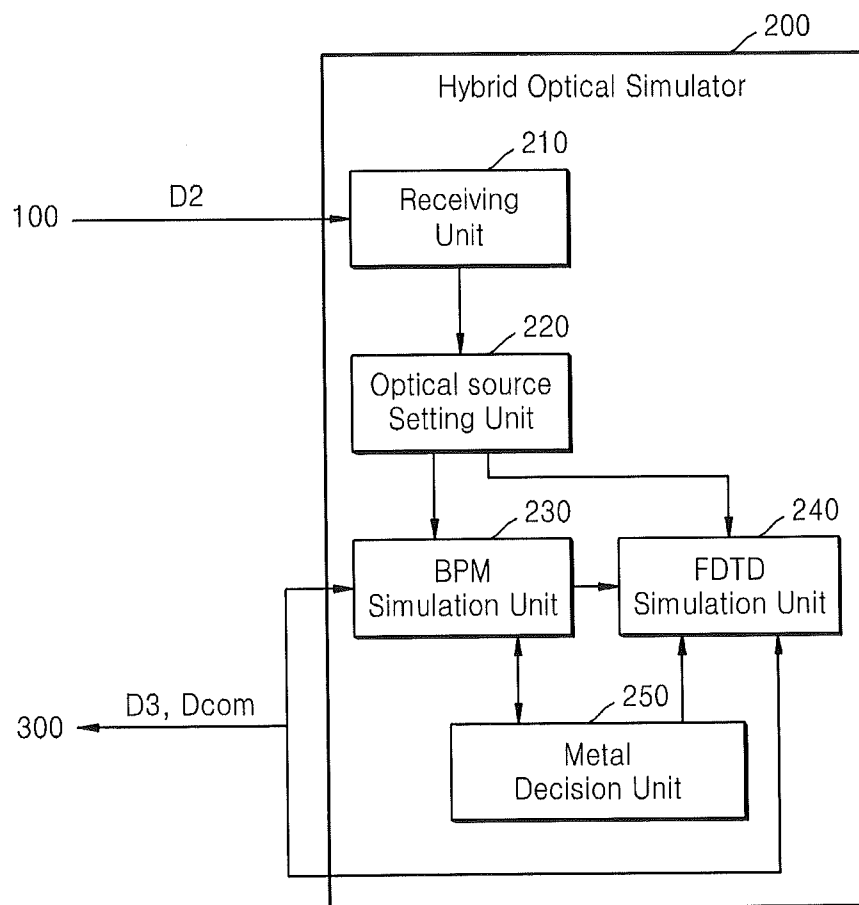 200
Hybrid Optical Simulator
210
100
D2
Receiving
Unit
220
Optical source
Setting Unit
230
240
BPM
Simulation Unit
FDTD
Simulation Unit
300
D3, Dcom
250
Metal
Decision Unit